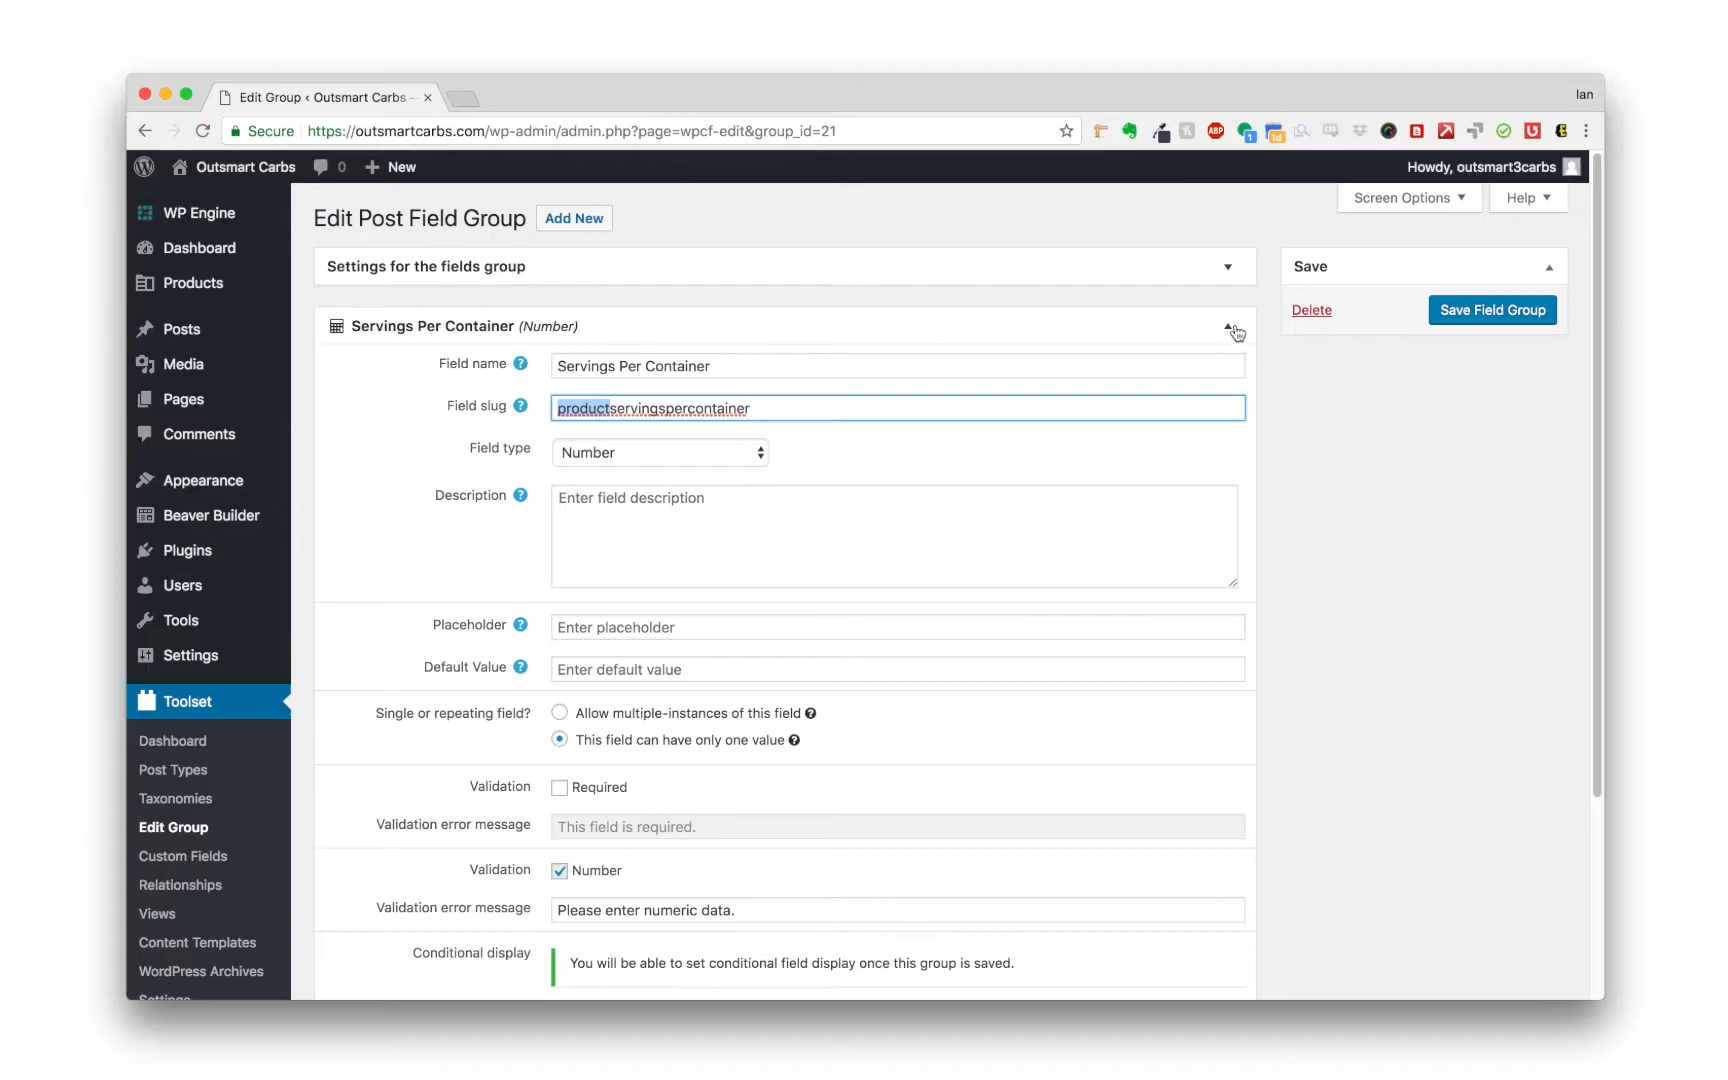 Edit Group ‹ Outsmart Carbs –
Ian
Secure
https://outsmartcarbs.com/wp-admin/admin.php?page=wpcf-edit&group_id=21
ABP
1
1d
Outsmart Carbs
0
New
Howdy, outsmart3carbs
Screen Options
Help
WP Engine
Dashboard
Products
Posts
Media
Pages
Comments
Appearance
Beaver Builder
Plugins
Users
Tools
Settings
Toolset
Dashboard
Post Types
Taxonomies
Edit Group
Custom Fields
Relationships
Views
Content Templates
WordPress Archives
Settings
Edit Post Field Group
Add New
Settings for the fields group
Save
Delete
Save Field Group
Servings Per Container (Number)
Field name
Servings Per Container
Field slug
productservingspercontainer
Field type
Number
Description
Enter field description
Placeholder
Enter placeholder
Default Value
Enter default value
Single or repeating field?
Allow multiple-instances of this field
This field can have only one value
Validation
Required
Validation error message
This field is required.
Validation
Number
Validation error message
Please enter numeric data.
Conditional display
You will be able to set conditional field display once this group is saved.